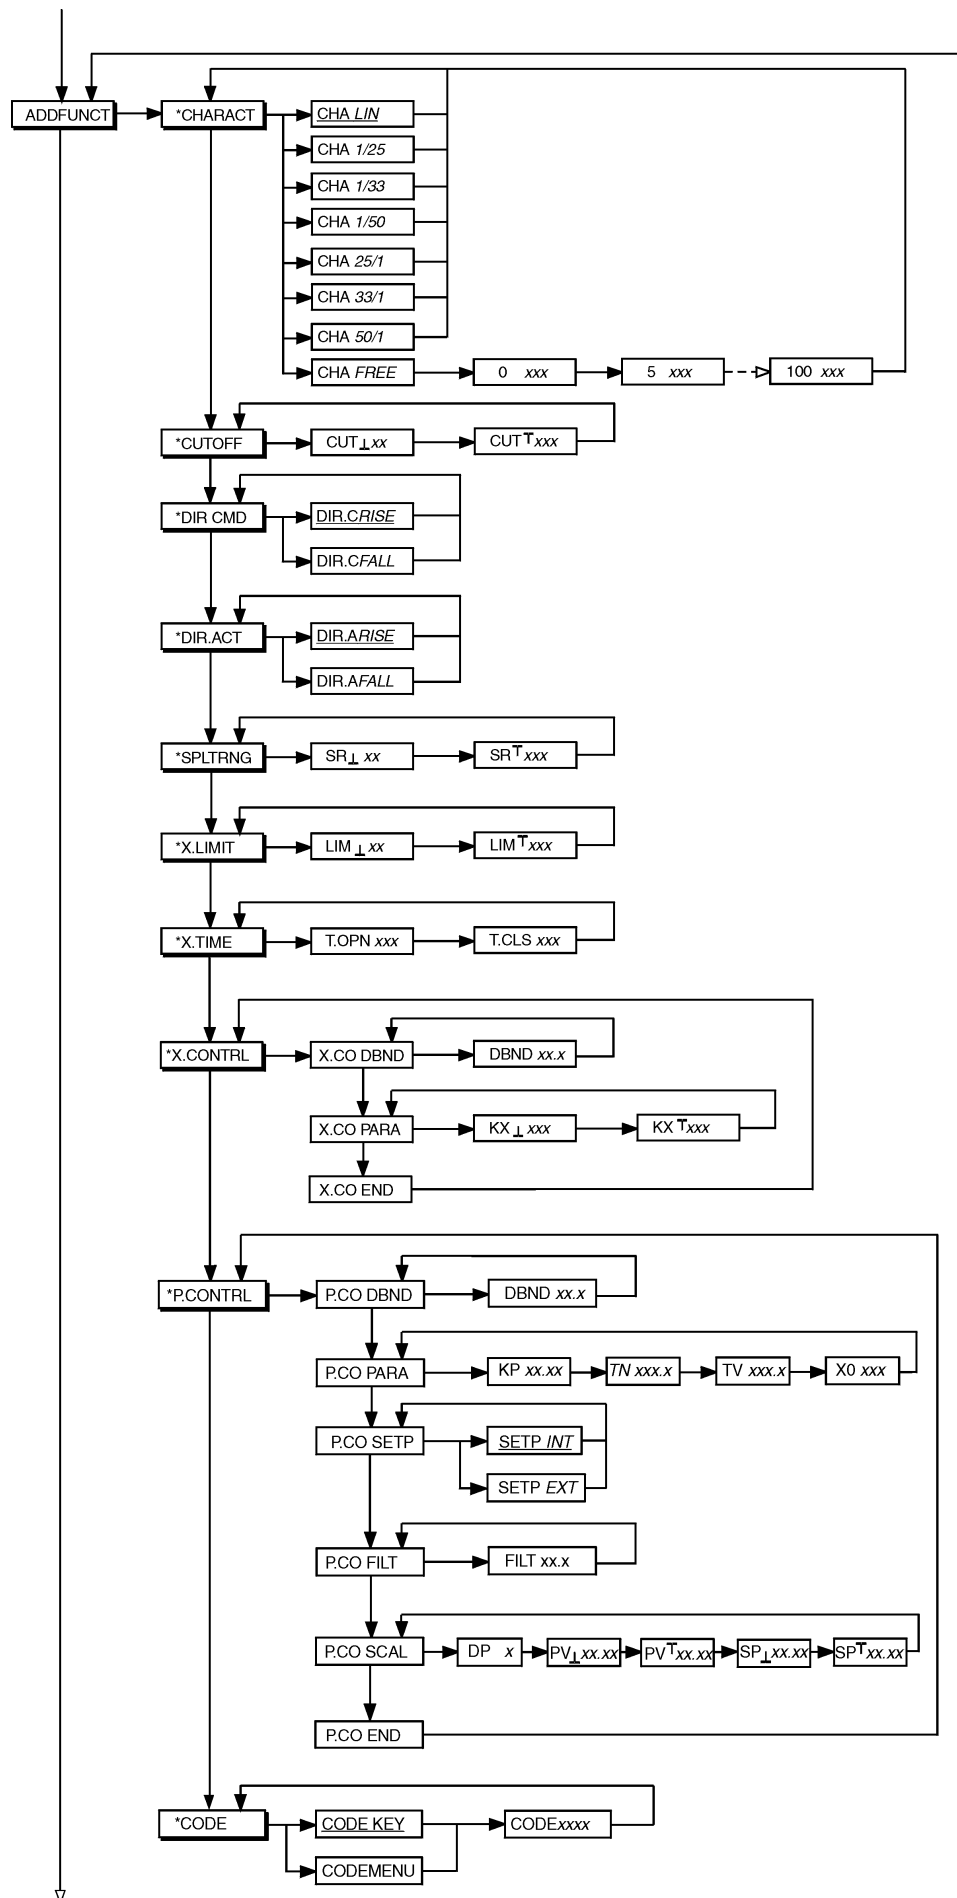 ADDFUNCT
*CHARACT
CHA LIN
CHA 1/25
CHA 1/33
CHA 1/50
CHA 25/1
CHA 33/1
CHA 50/1
CHA FREE
0 xxx
5 xxx
100 xxx
*CUTOFF
CUT⊥xx
CUT⊤xxx
*DIR CMD
DIR.CRISE
DIR.CFALL
*DIR.ACT
DIR.ARISE
DIR.AFALL
*SPLTRNG
SR⊥ xx
SR⊤xxx
*X.LIMIT
LIM⊥ xx
LIM⊤xxx
*X.TIME
T.OPN xxx
T.CLS xxx
*X.CONTRL
X.CO DBND
DBND xx.x
X.CO PARA
KX⊥ xxx
KX⊤xxx
X.CO END
*P.CONTRL
P.CO DBND
DBND xx.x
P.CO PARA
KP xx.xx
TN xxx.x
TV xxx.x
X0 xxx
P.CO SETP
SETP INT
SETP EXT
P.CO FILT
FILT xx.x
P.CO SCAL
DP x
PV⊥xx.xx
PV⊤xx.xx
SP⊥xx.xx
SP⊤xx.xx
P.CO END
*CODE
CODE KEY
CODEMENU
CODExxxx